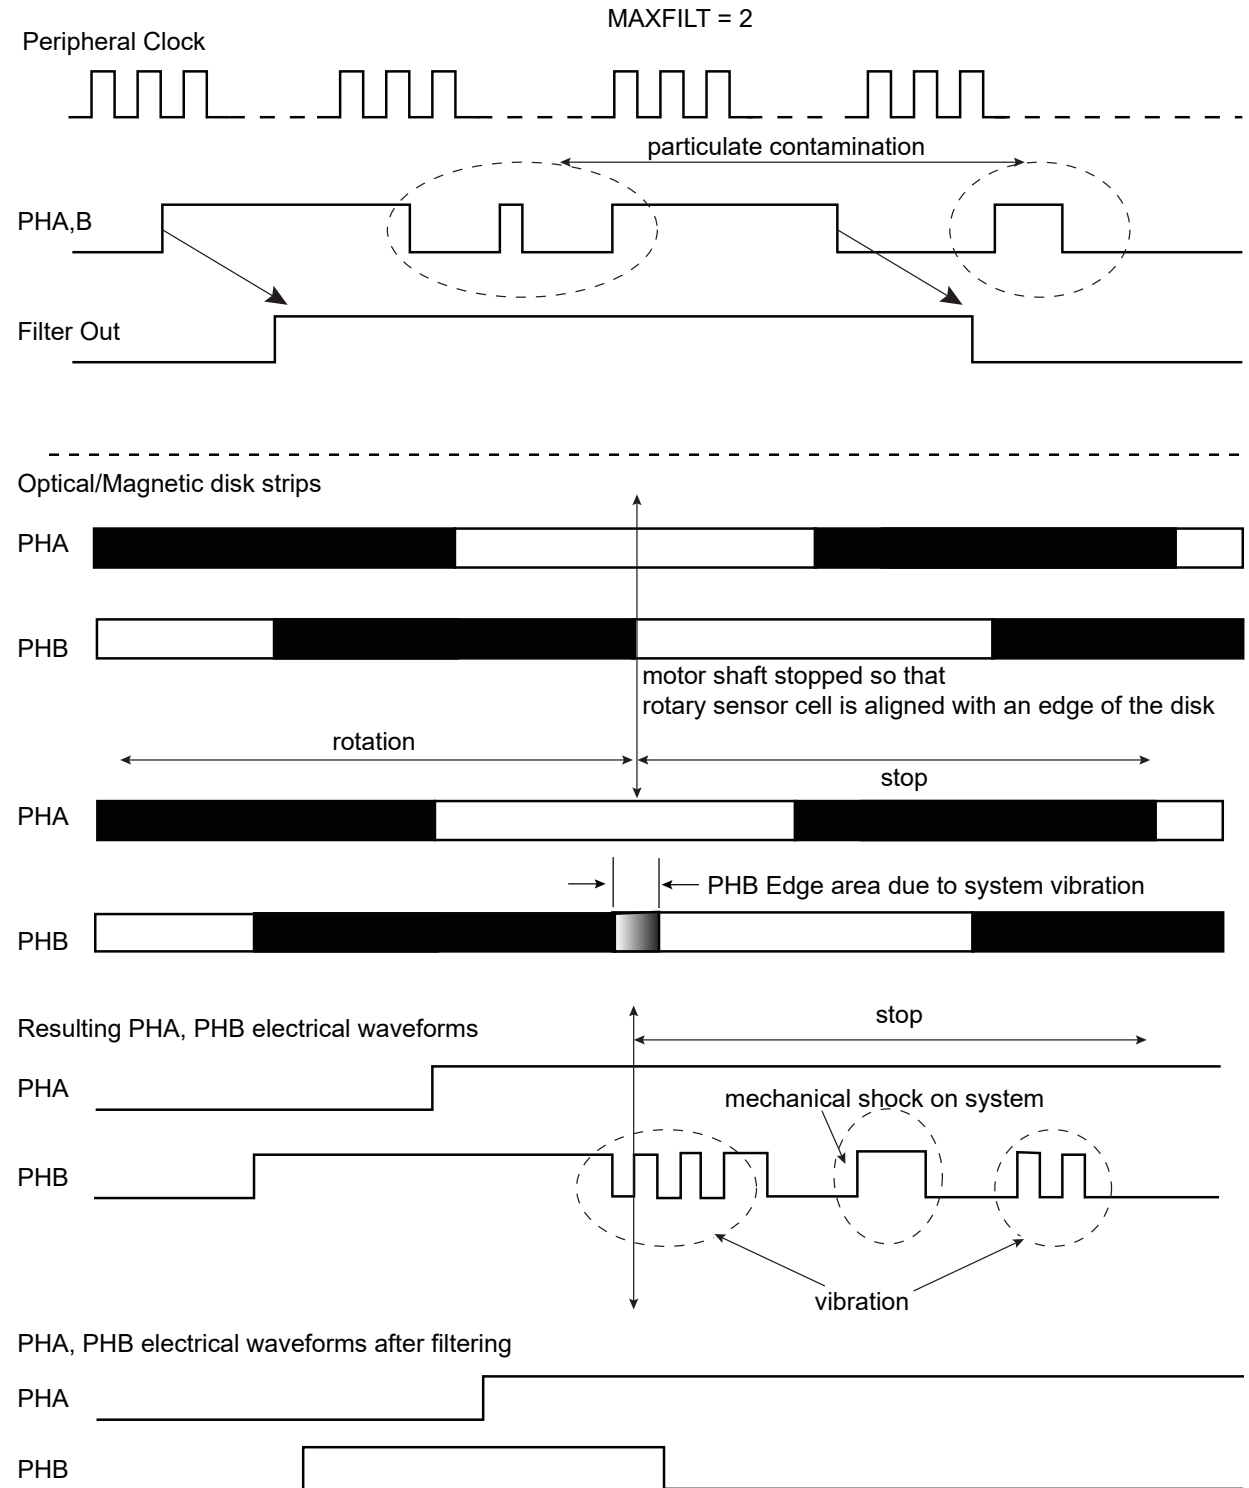 MAXFILT = 2
Peripheral Clock
particulate contamination
PHA,B
Filter Out
Optical/Magnetic disk strips
PHA
PHB
motor shaft stopped so that
rotary sensor cell is aligned with an edge of the disk
rotation
stop
PHA
PHB Edge area due to system vibration
PHB
Resulting PHA, PHB electrical waveforms
stop
PHA
mechanical shock on system
PHB
vibration
PHA, PHB electrical waveforms after filtering
PHA
PHB